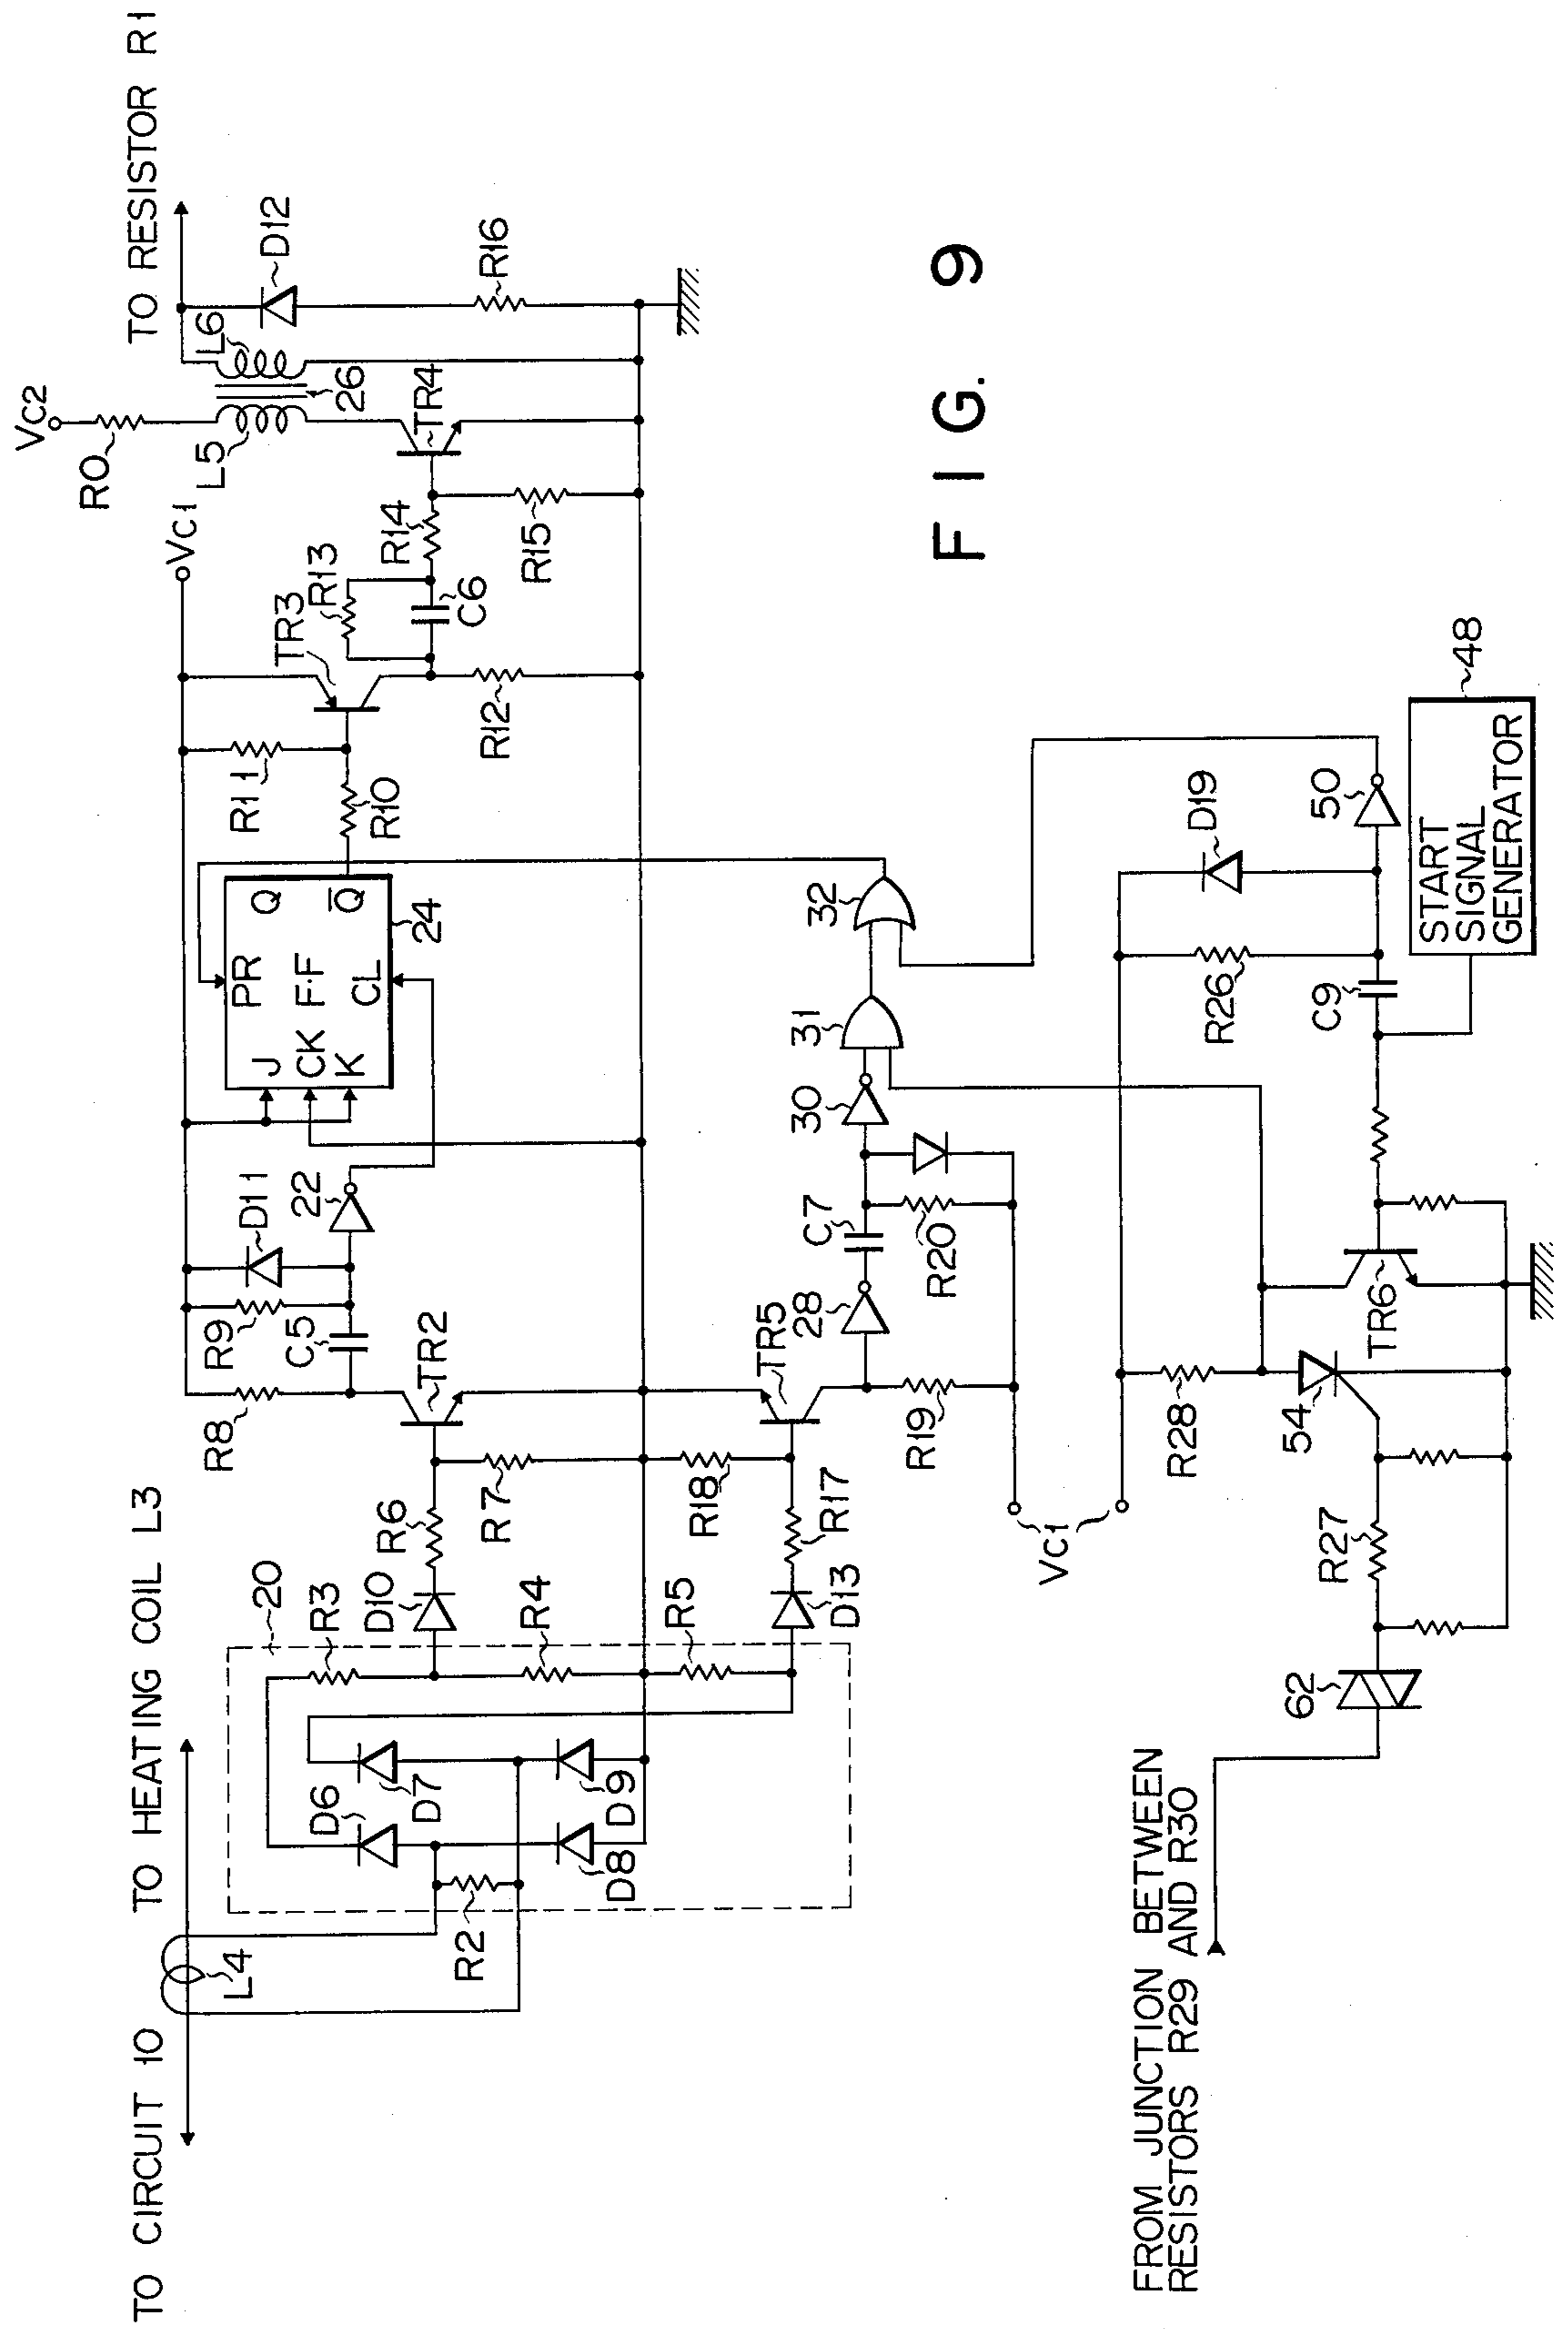 TO CIRCUIT 10
TO HEATING COIL L3
L4
R2
20
D6
D7
D8
D9
R3
R4
R5
D10
R6
R7
D13
R17
R18
R8
TR2
TR5
R9
C5
D11
22
R19
28
C7
R20
30
31
32
J
CK
K
PR
F·F
CL
Q
Q̅
24
R11
R10
TR3
R12
R13
C6
R14
R15
VC1
VC2
R0
L5
L6
26
TR4
D12
R16
TO RESISTOR R1
VC1
FROM JUNCTION BETWEEN
RESISTORS R29 AND R30
62
R27
54
R28
TR6
C9
R26
D19
50
START
SIGNAL
GENERATOR
48
FIG. 9